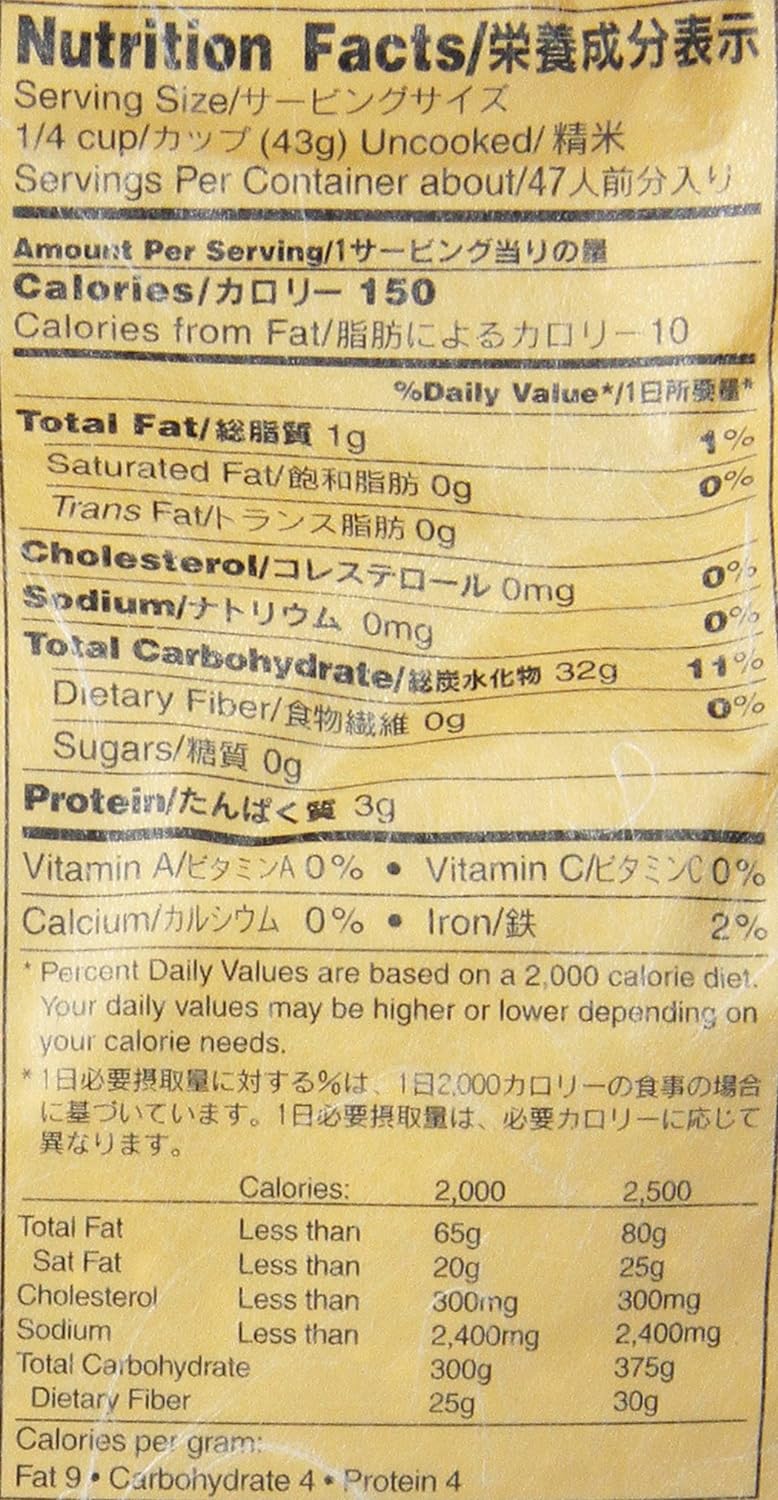 Nutrition Facts/栄養成分表示
Serving Size/サービングサイズ
1/4 cup/カップ (43g) Uncooked/ 精米
Servings Per Container about/47人前分入り
Amount Per Serving/1サービング当りの量
Calories/カロリー 150
Calories from Fat/脂肪によるカロリー 10
%Daily Value*/1日所要量*
Total Fat/総脂質 1g 1%
Saturated Fat/飽和脂肪 0g 0%
Trans Fat/トランス脂肪 0g
Cholesterol/コレステロール 0mg 0%
Sodium/ナトリウム 0mg 0%
Total Carbohydrate/総炭水化物 32g 11%
Dietary Fiber/食物繊維 0g 0%
Sugars/糖質 0g
Protein/たんぱく質 3g
Vitamin A/ビタミンA 0% • Vitamin C/ビタミンC 0%
Calcium/カルシウム 0% • Iron/鉄 2%
* Percent Daily Values are based on a 2,000 calorie diet.
Your daily values may be higher or lower depending on
your calorie needs.
* 1日必要摂取量に対する%は、1日2,000カロリーの食事の場合
に基づいています。1日必要摂取量は、必要カロリーに応じて
異なります。
Calories: 2,000 2,500
Total Fat Less than 65g 80g
Sat Fat Less than 20g 25g
Cholesterol Less than 300mg 300mg
Sodium Less than 2,400mg 2,400mg
Total Carbohydrate 300g 375g
Dietary Fiber 25g 30g
Calories per gram:
Fat 9 • Carbohydrate 4 • Protein 4